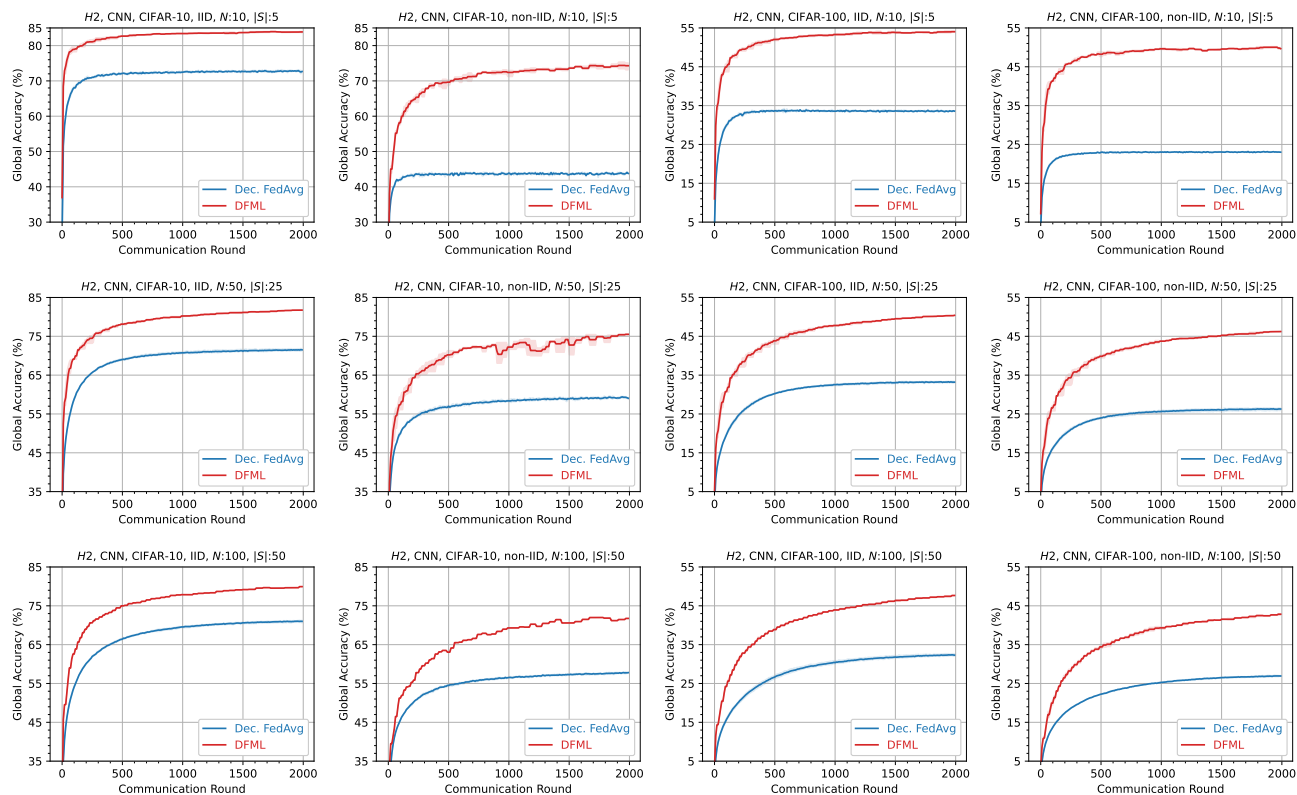 H2, CNN, CIFAR-10, IID, N:10, |S|:5
Global Accuracy (%)
85
80
70
60
50
40
30
Dec. FedAvg
DFML
0 500 1000 1500 2000
Communication Round
H2, CNN, CIFAR-10, non-IID, N:10, |S|:5
Global Accuracy (%)
85
80
70
60
50
40
30
Dec. FedAvg
DFML
0 500 1000 1500 2000
Communication Round
H2, CNN, CIFAR-100, IID, N:10, |S|:5
Global Accuracy (%)
55
45
35
25
15
5
Dec. FedAvg
DFML
0 500 1000 1500 2000
Communication Round
H2, CNN, CIFAR-100, non-IID, N:10, |S|:5
Global Accuracy (%)
55
45
35
25
15
5
Dec. FedAvg
DFML
0 500 1000 1500 2000
Communication Round
H2, CNN, CIFAR-10, IID, N:50, |S|:25
Global Accuracy (%)
85
75
65
55
45
35
Dec. FedAvg
DFML
0 500 1000 1500 2000
Communication Round
H2, CNN, CIFAR-10, non-IID, N:50, |S|:25
Global Accuracy (%)
85
75
65
55
45
35
Dec. FedAvg
DFML
0 500 1000 1500 2000
Communication Round
H2, CNN, CIFAR-100, IID, N:50, |S|:25
Global Accuracy (%)
55
45
35
25
15
5
Dec. FedAvg
DFML
0 500 1000 1500 2000
Communication Round
H2, CNN, CIFAR-100, non-IID, N:50, |S|:25
Global Accuracy (%)
55
45
35
25
15
5
Dec. FedAvg
DFML
0 500 1000 1500 2000
Communication Round
H2, CNN, CIFAR-10, IID, N:100, |S|:50
Global Accuracy (%)
85
75
65
55
45
35
Dec. FedAvg
DFML
0 500 1000 1500 2000
Communication Round
H2, CNN, CIFAR-10, non-IID, N:100, |S|:50
Global Accuracy (%)
85
75
65
55
45
35
Dec. FedAvg
DFML
0 500 1000 1500 2000
Communication Round
H2, CNN, CIFAR-100, IID, N:100, |S|:50
Global Accuracy (%)
55
45
35
25
15
5
Dec. FedAvg
DFML
0 500 1000 1500 2000
Communication Round
H2, CNN, CIFAR-100, non-IID, N:100, |S|:50
Global Accuracy (%)
55
45
35
25
15
5
Dec. FedAvg
DFML
0 500 1000 1500 2000
Communication Round